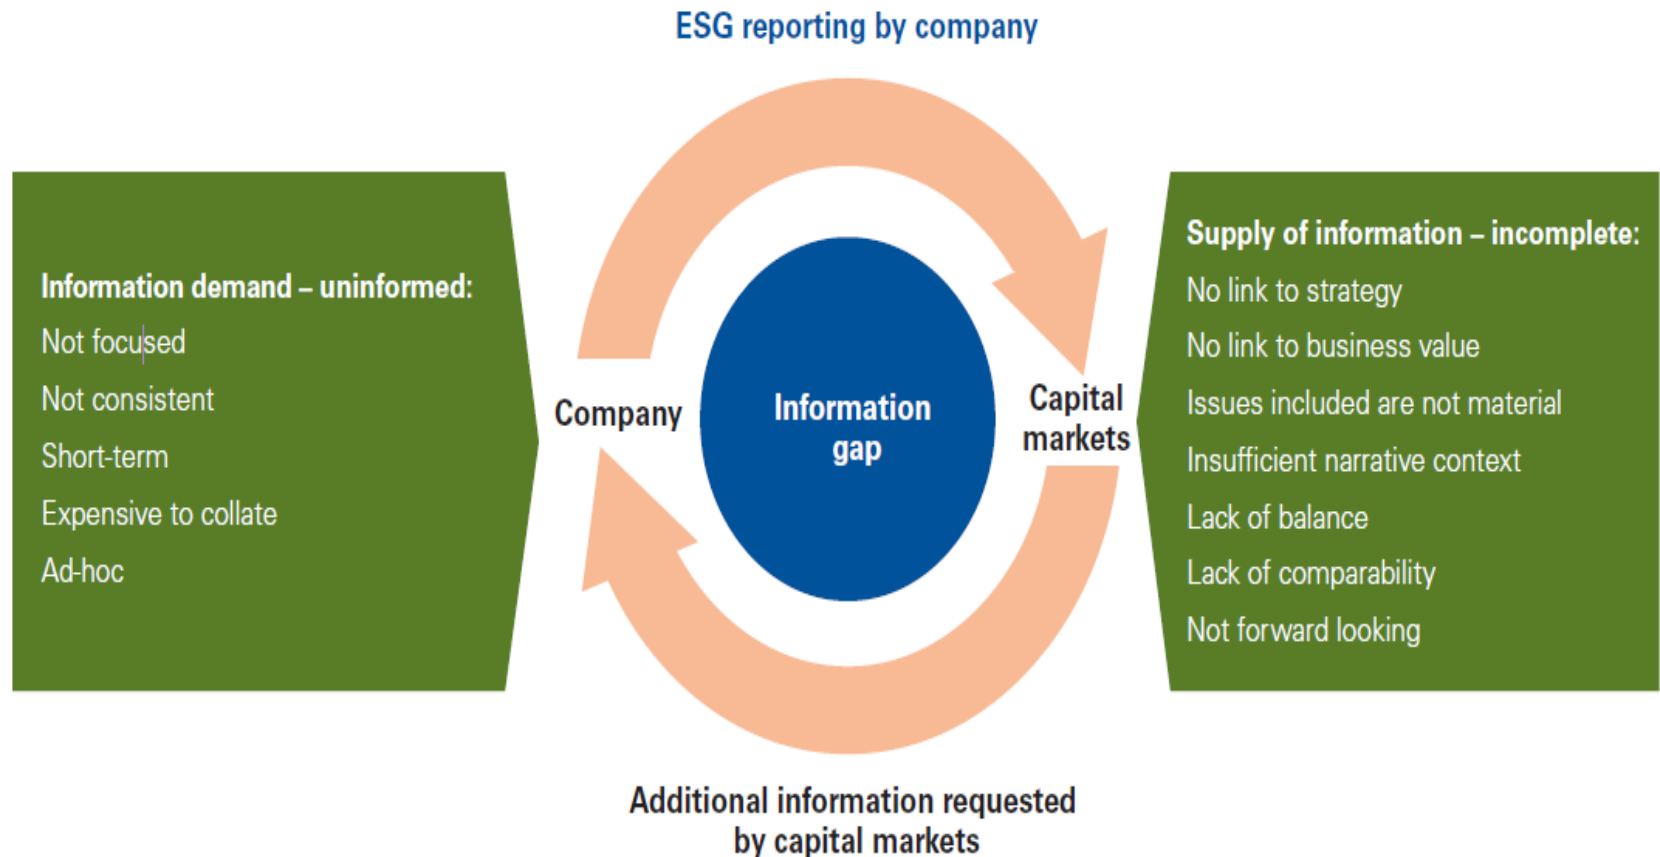 ESG reporting by company
Information demand – uninformed:
Not focused
Not consistent
Short-term
Expensive to collate
Ad-hoc
Company
Information
gap
Capital
markets
Supply of information – incomplete:
No link to strategy
No link to business value
Issues included are not material
Insufficient narrative context
Lack of balance
Lack of comparability
Not forward looking
Additional information requested
by capital markets